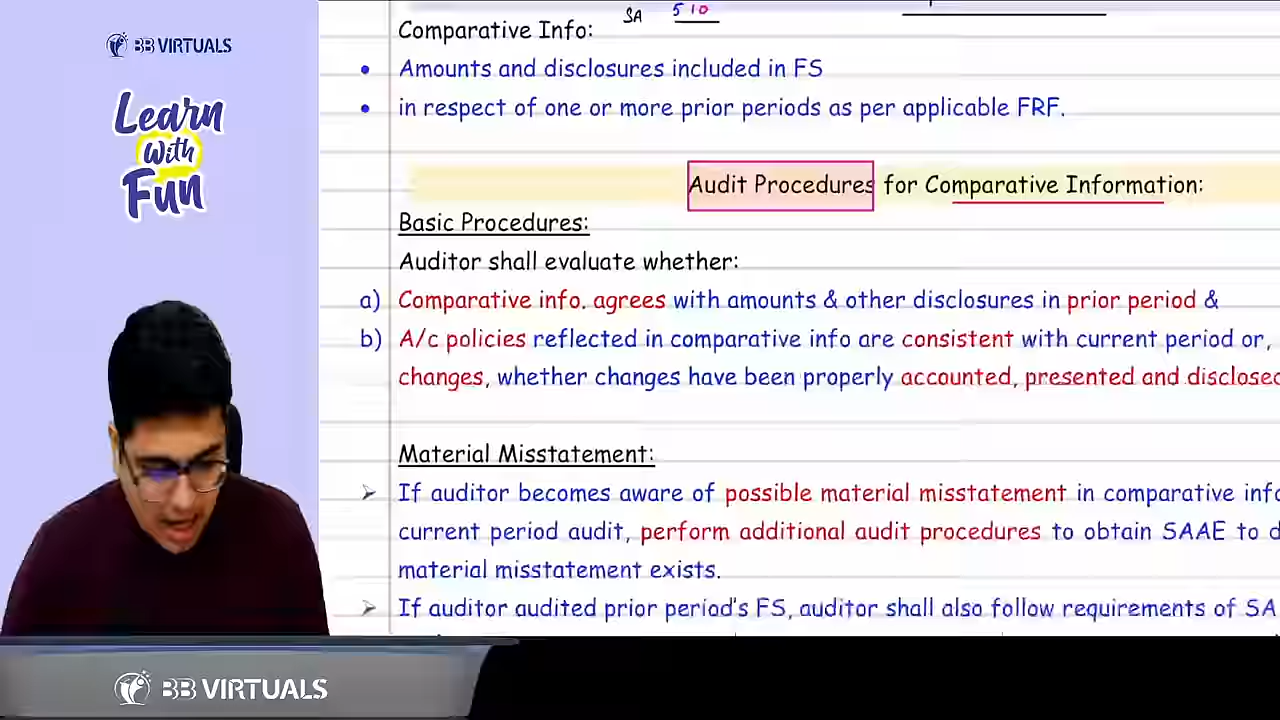 BB VIRTUALS
Learn
With
Fun
SA 510
Comparative Info:
• Amounts and disclosures included in FS
• in respect of one or more prior periods as per applicable FRF.
Audit Procedures for Comparative Information:
Basic Procedures:
Auditor shall evaluate whether:
a) Comparative info. agrees with amounts & other disclosures in prior period &
b) A/c policies reflected in comparative info are consistent with current period or,
changes, whether changes have been properly accounted, presented and disclosed
Material Misstatement:
➢ If auditor becomes aware of possible material misstatement in comparative info
current period audit, perform additional audit procedures to obtain SAAE to d
material misstatement exists.
➢ If auditor audited prior period's FS, auditor shall also follow requirements of SA
BB VIRTUALS